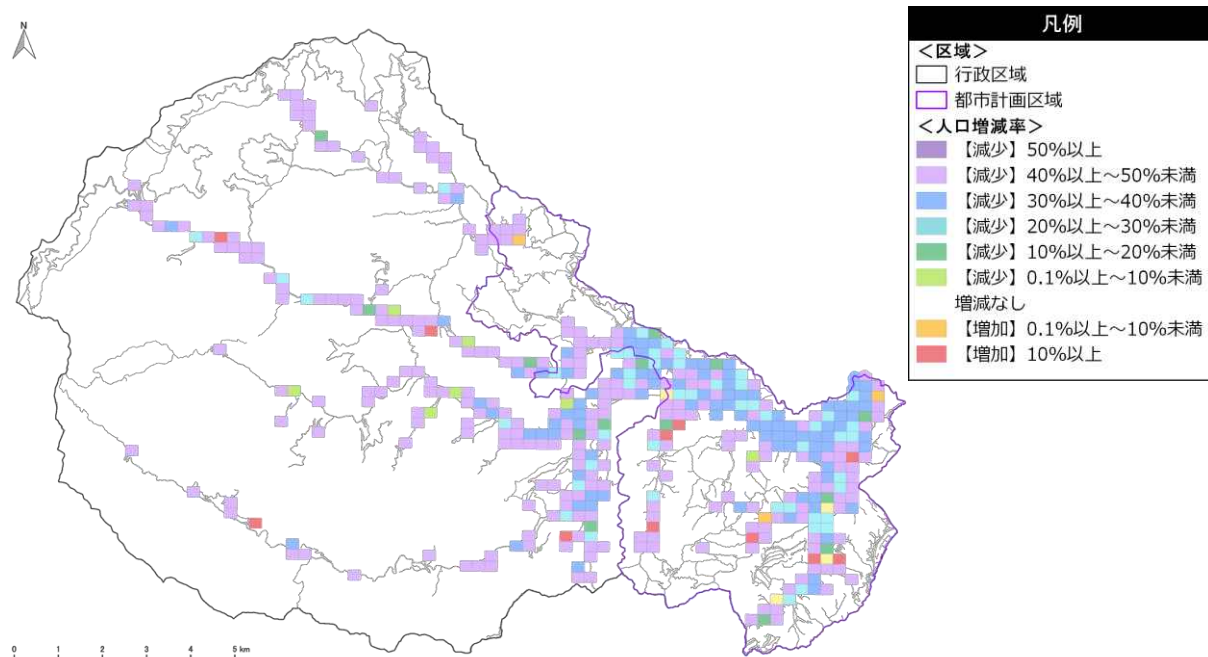 N
凡例
<区域>
行政区域
都市計画区域
<人口増減率>
【減少】50%以上
【減少】40%以上～50%未満
【減少】30%以上～40%未満
【減少】20%以上～30%未満
【減少】10%以上～20%未満
【減少】0.1%以上～10%未満
増減なし
【増加】0.1%以上～10%未満
【増加】10%以上
0 1 2 3 4 5 km